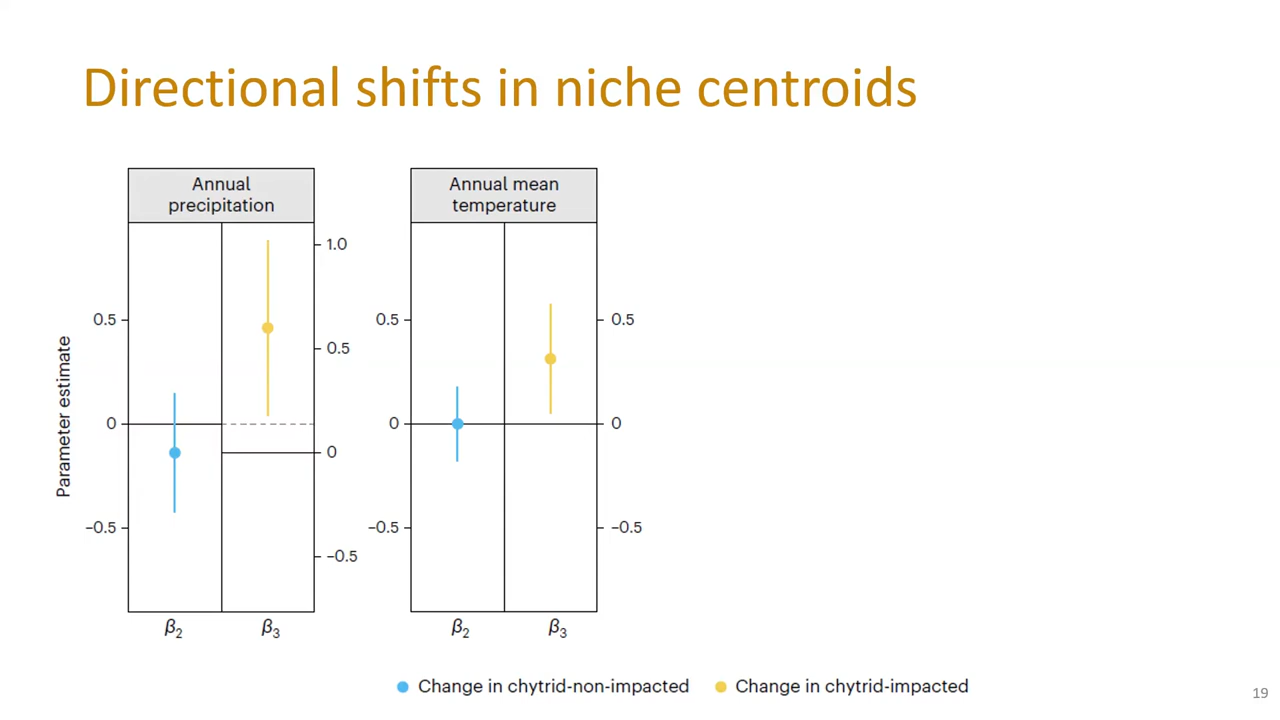 Directional shifts in niche centroids
Annual
precipitation
Annual mean
temperature
Parameter estimate
0.5
0
−0.5
1.0
0.5
0
−0.5
0.5
0
−0.5
0.5
0
−0.5
β2
β3
β2
β3
Change in chytrid-non-impacted
Change in chytrid-impacted
19